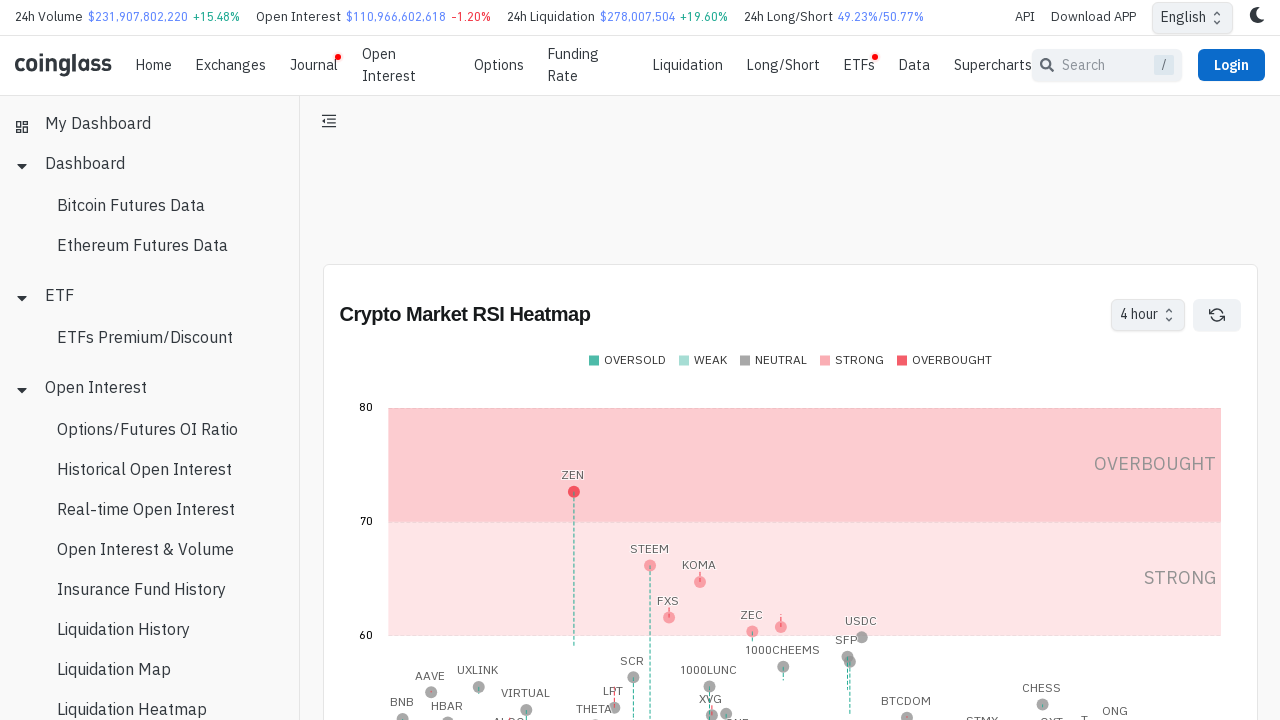 24h Volume $231,907,802,220 +15.48% Open Interest $110,966,602,618 -1.20% 24h Liquidation $278,007,504 +19.60% 24h Long/Short 49.23%/50.77% API Download APP English
coinglass Home Exchanges Journal Open Interest Options Funding Rate Liquidation Long/Short ETFs Data Supercharts Search / Login
My Dashboard
Dashboard
Bitcoin Futures Data
Ethereum Futures Data
ETF
ETFs Premium/Discount
Open Interest
Options/Futures OI Ratio
Historical Open Interest
Real-time Open Interest
Open Interest & Volume
Insurance Fund History
Liquidation History
Liquidation Map
Liquidation Heatmap
Crypto Market RSI Heatmap 4 hour
OVERSOLD WEAK NEUTRAL STRONG OVERBOUGHT
80
OVERBOUGHT
ZEN
70
STEEM
KOMA
STRONG
FXS
ZEC
USDC
60
SFP
1000CHEEMS
SCR
UXLINK
1000LUNC
AAVE
CHESS
LRT
VIRTUAL
XVG
BNB
BTCDOM
HBAR
THETA
ONG